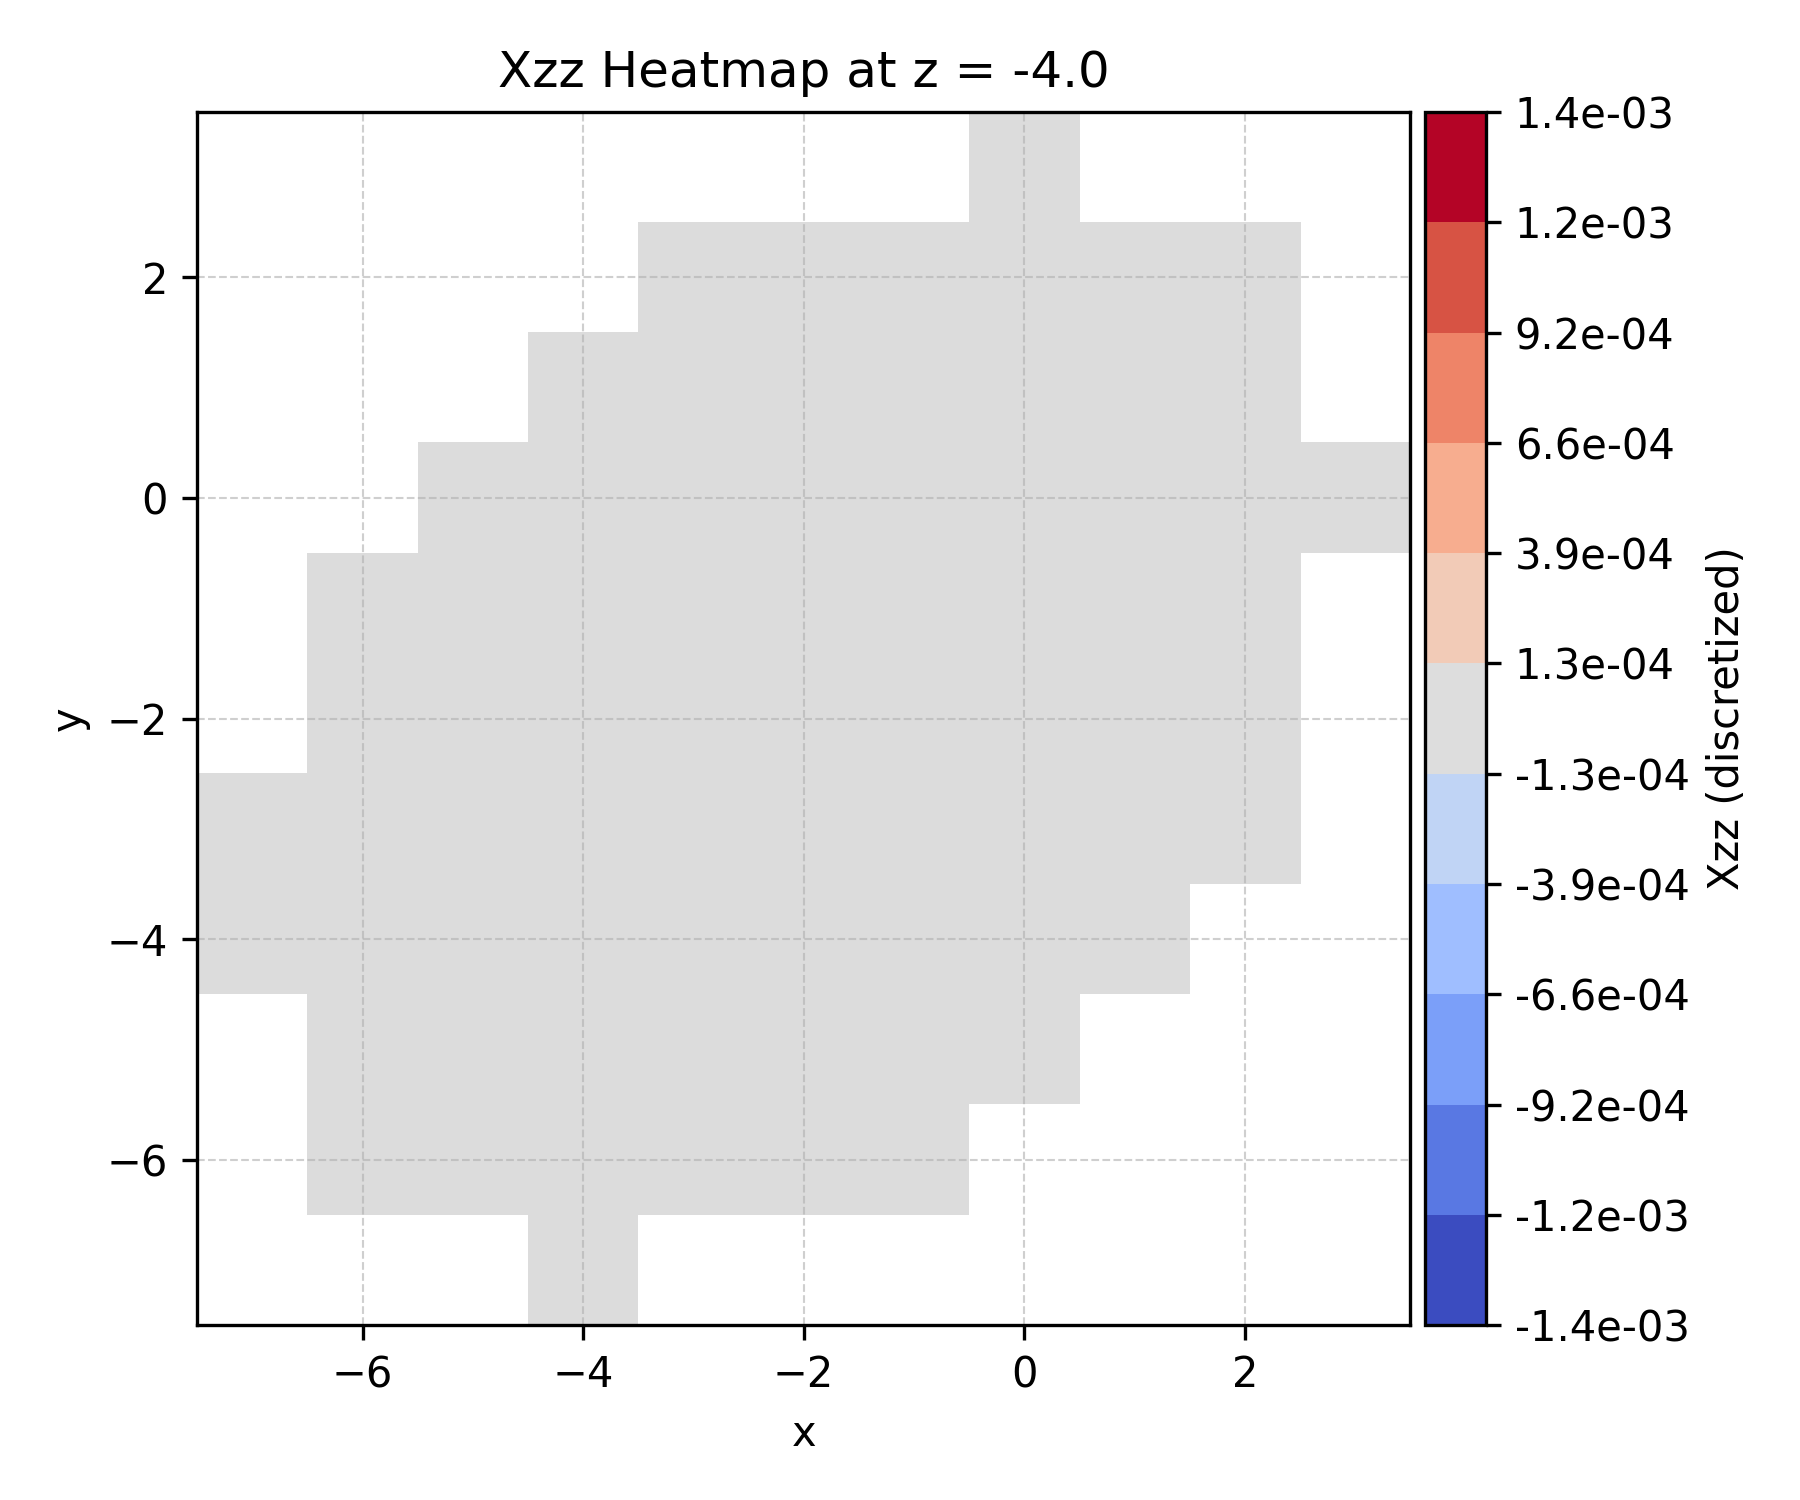 Xzz Heatmap at z = -4.0
1.4e-03
1.2e-03
9.2e-04
6.6e-04
3.9e-04
1.3e-04
-1.3e-04
-3.9e-04
-6.6e-04
-9.2e-04
-1.2e-03
-1.4e-03
Xzz (discretized)
2
0
−2
−4
−6
y
−6
−4
−2
0
2
x